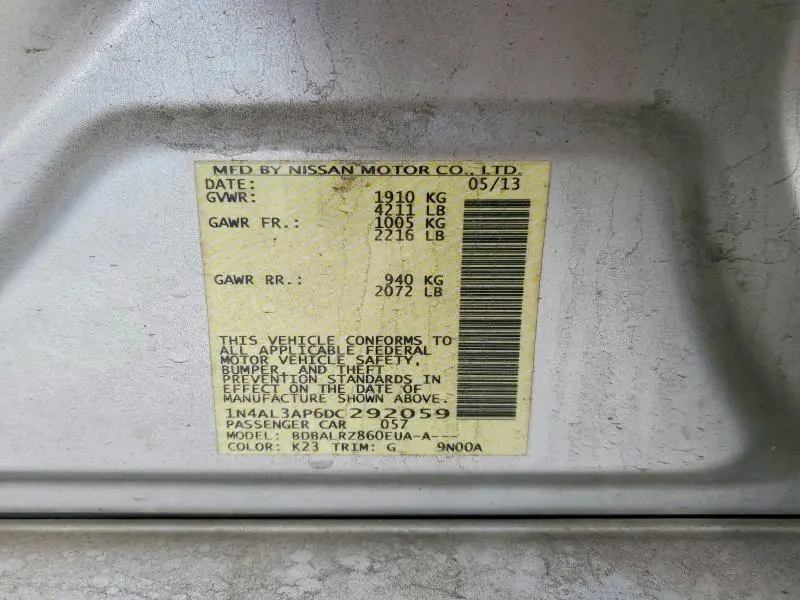 MFD BY NISSAN MOTOR CO., LTD.
DATE: 05/13
GVWR: 1910 KG
4211 LB
GAWR FR.: 1005 KG
2216 LB
GAWR RR.: 940 KG
2072 LB
THIS VEHICLE CONFORMS TO
ALL APPLICABLE FEDERAL
MOTOR VEHICLE SAFETY,
BUMPER, AND THEFT
PREVENTION STANDARDS IN
EFFECT ON THE DATE OF
MANUFACTURE SHOWN ABOVE.
1N4AL3AP6DC292059
PASSENGER CAR 057
MODEL: BDBALRZ860EUA-A---
COLOR: K23 TRIM: G 9N00A